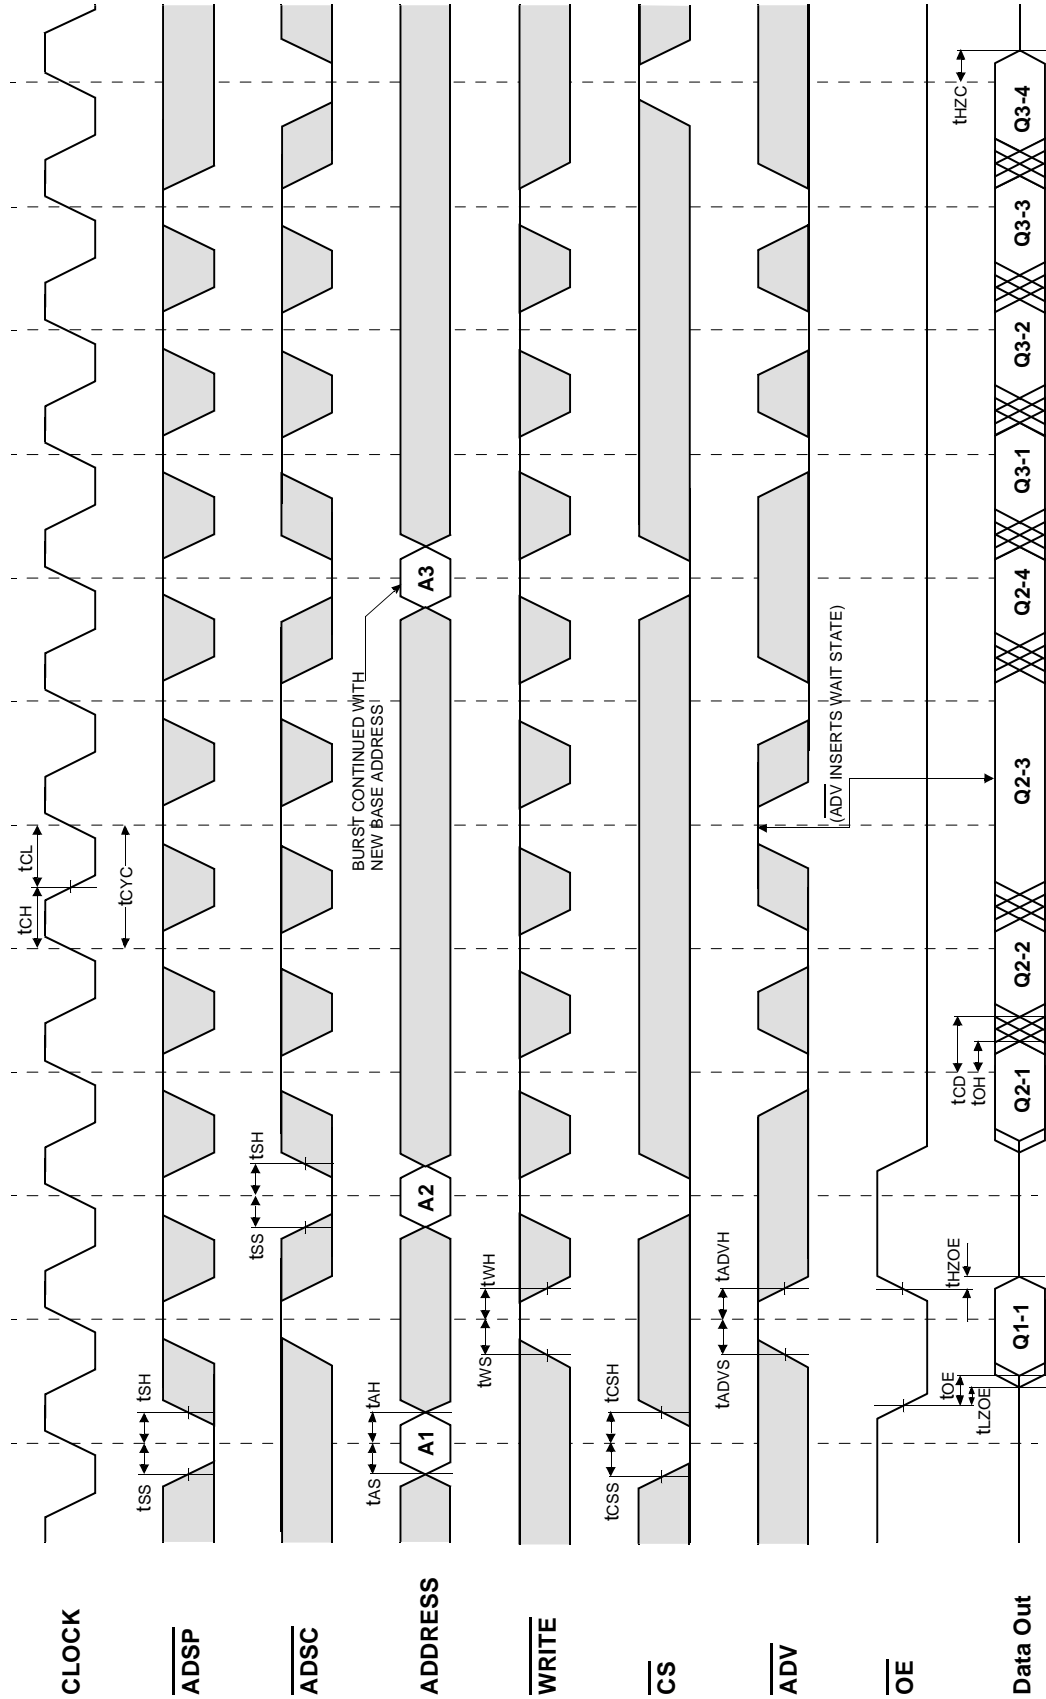 CLOCK
tCH
tCL
tCYC
ADSP
tSS
tSH
ADSC
tSS
tSH
ADDRESS
tAS
tAH
A1
A2
A3
BURST CONTINUED WITH
NEW BASE ADDRESS
WRITE
tWS
tWH
CS
tCSS
tCSH
ADV
tADVS
tADVH
(ADV INSERTS WAIT STATE)
OE
tOE
tLZOE
tHZOE
tCD
tOH
tHZC
Data Out
Q1-1
Q2-1
Q2-2
Q2-3
Q2-4
Q3-1
Q3-2
Q3-3
Q3-4